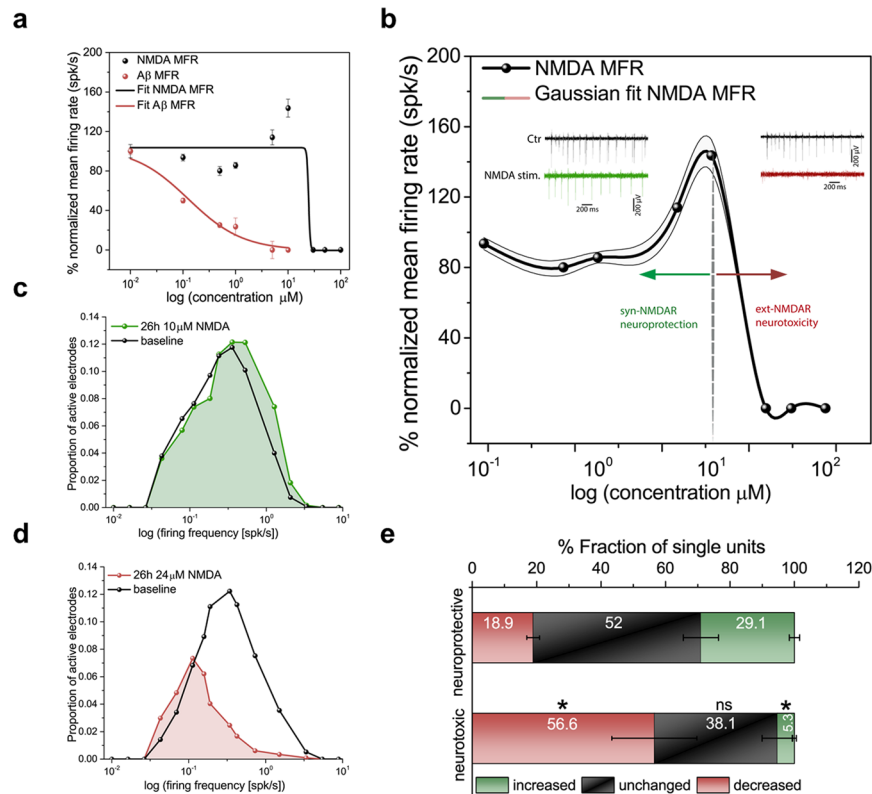 a
% normalized mean firing rate (spk/s)
200
160
120
80
40
0
NMDA MFR
Aβ MFR
Fit NMDA MFR
Fit Aβ MFR
10⁻² 10⁻¹ 10⁰ 10¹ 10²
log (concentration μM)
b
% normalized mean firing rate (spk/s)
200
160
120
80
40
0
NMDA MFR
Gaussian fit NMDA MFR
Ctr
NMDA stim.
200 ms
200 μV
200 μV
200 ms
syn-NMDAR
neuroprotection
ext-NMDAR
neurotoxicity
10⁻¹ 10⁰ 10¹ 10²
log (concentration μM)
c
Proportion of active electrodes
0.14
0.12
0.10
0.08
0.06
0.04
0.02
0.00
26h 10μM NMDA
baseline
10⁻² 10⁻¹ 10⁰ 10¹
log (firing frequency [spk/s])
d
Proportion of active electrodes
0.14
0.12
0.10
0.08
0.06
0.04
0.02
0.00
26h 24μM NMDA
baseline
10⁻² 10⁻¹ 10⁰ 10¹
log (firing frequency [spk/s])
e
% Fraction of single units
0 20 40 60 80 100 120
neuroprotective
18.9 52 29.1
neurotoxic
* ns *
56.6 38.1 5.3
increased unchanged decreased